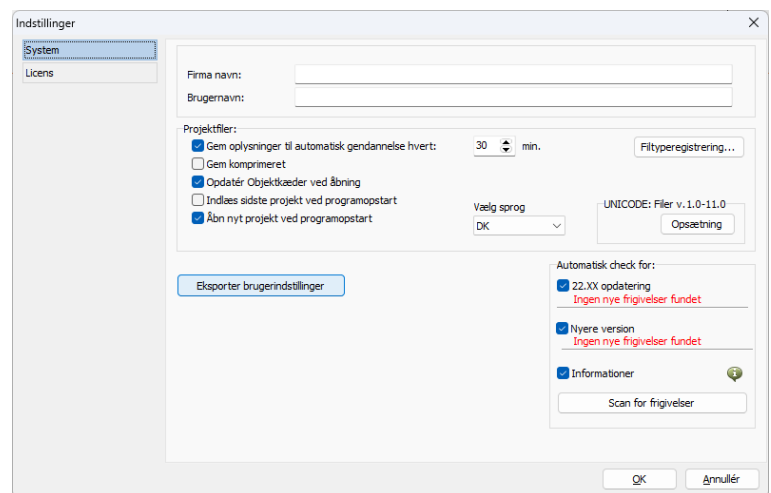 Indstillinger
System
Licens
Firma navn:
Brugernavn:
Projektfiler:
Gem oplysninger til automatisk gendannelse hvert:
30
min.
Filtyperegistrering...
Gem komprimeret
Opdatér Objektkæder ved åbning
Indlæs sidste projekt ved programopstart
Åbn nyt projekt ved programopstart
Vælg sprog
DK
UNICODE: Filer v.1.0-11.0
Opsætning
Eksporter brugerindstillinger
Automatisk check for:
22.XX opdatering
Ingen nye frigivelser fundet
Nyere version
Ingen nye frigivelser fundet
Informationer
Scan for frigivelser
OK
Annullér